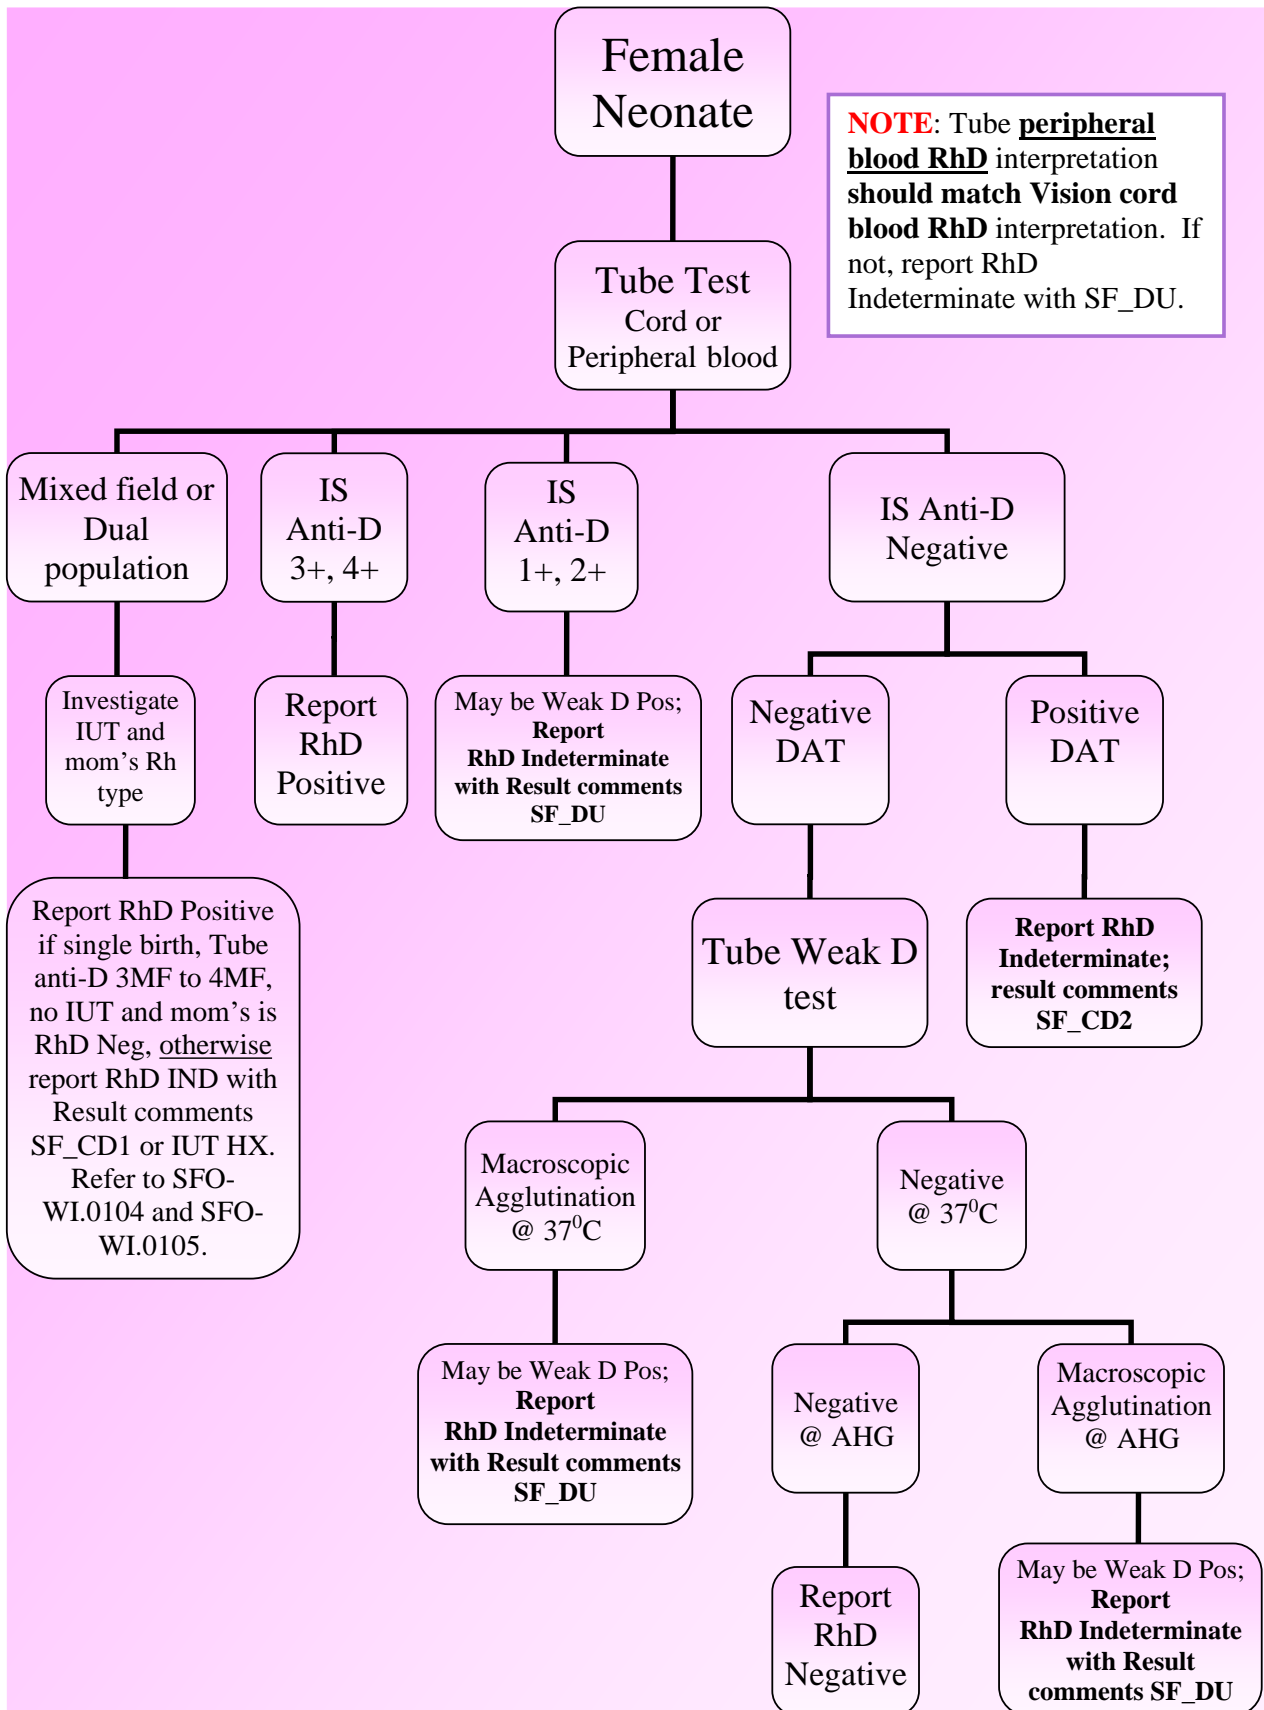 Female
Neonate
NOTE: Tube peripheral
blood RhD interpretation
should match Vision cord
blood RhD interpretation. If
not, report RhD
Indeterminate with SF_DU.
Tube Test
Cord or
Peripheral blood
Mixed field or
Dual
population
IS
Anti-D
3+, 4+
IS
Anti-D
1+, 2+
IS Anti-D
Negative
Investigate
IUT and
mom's Rh
type
Report
RhD
Positive
May be Weak D Pos;
Report
RhD Indeterminate
with Result comments
SF_DU
Negative
DAT
Positive
DAT
Report RhD Positive
if single birth, Tube
anti-D 3MF to 4MF,
no IUT and mom's is
RhD Neg, otherwise
report RhD IND with
Result comments
SF_CD1 or IUT HX.
Refer to SFO-
WI.0104 and SFO-
WI.0105.
Tube Weak D
test
Report RhD
Indeterminate;
result comments
SF_CD2
Macroscopic
Agglutination
@ 37⁰C
Negative
@ 37⁰C
May be Weak D Pos;
Report
RhD Indeterminate
with Result comments
SF_DU
Negative
@ AHG
Macroscopic
Agglutination
@ AHG
Report
RhD
Negative
May be Weak D Pos;
Report
RhD Indeterminate
with Result
comments SF_DU